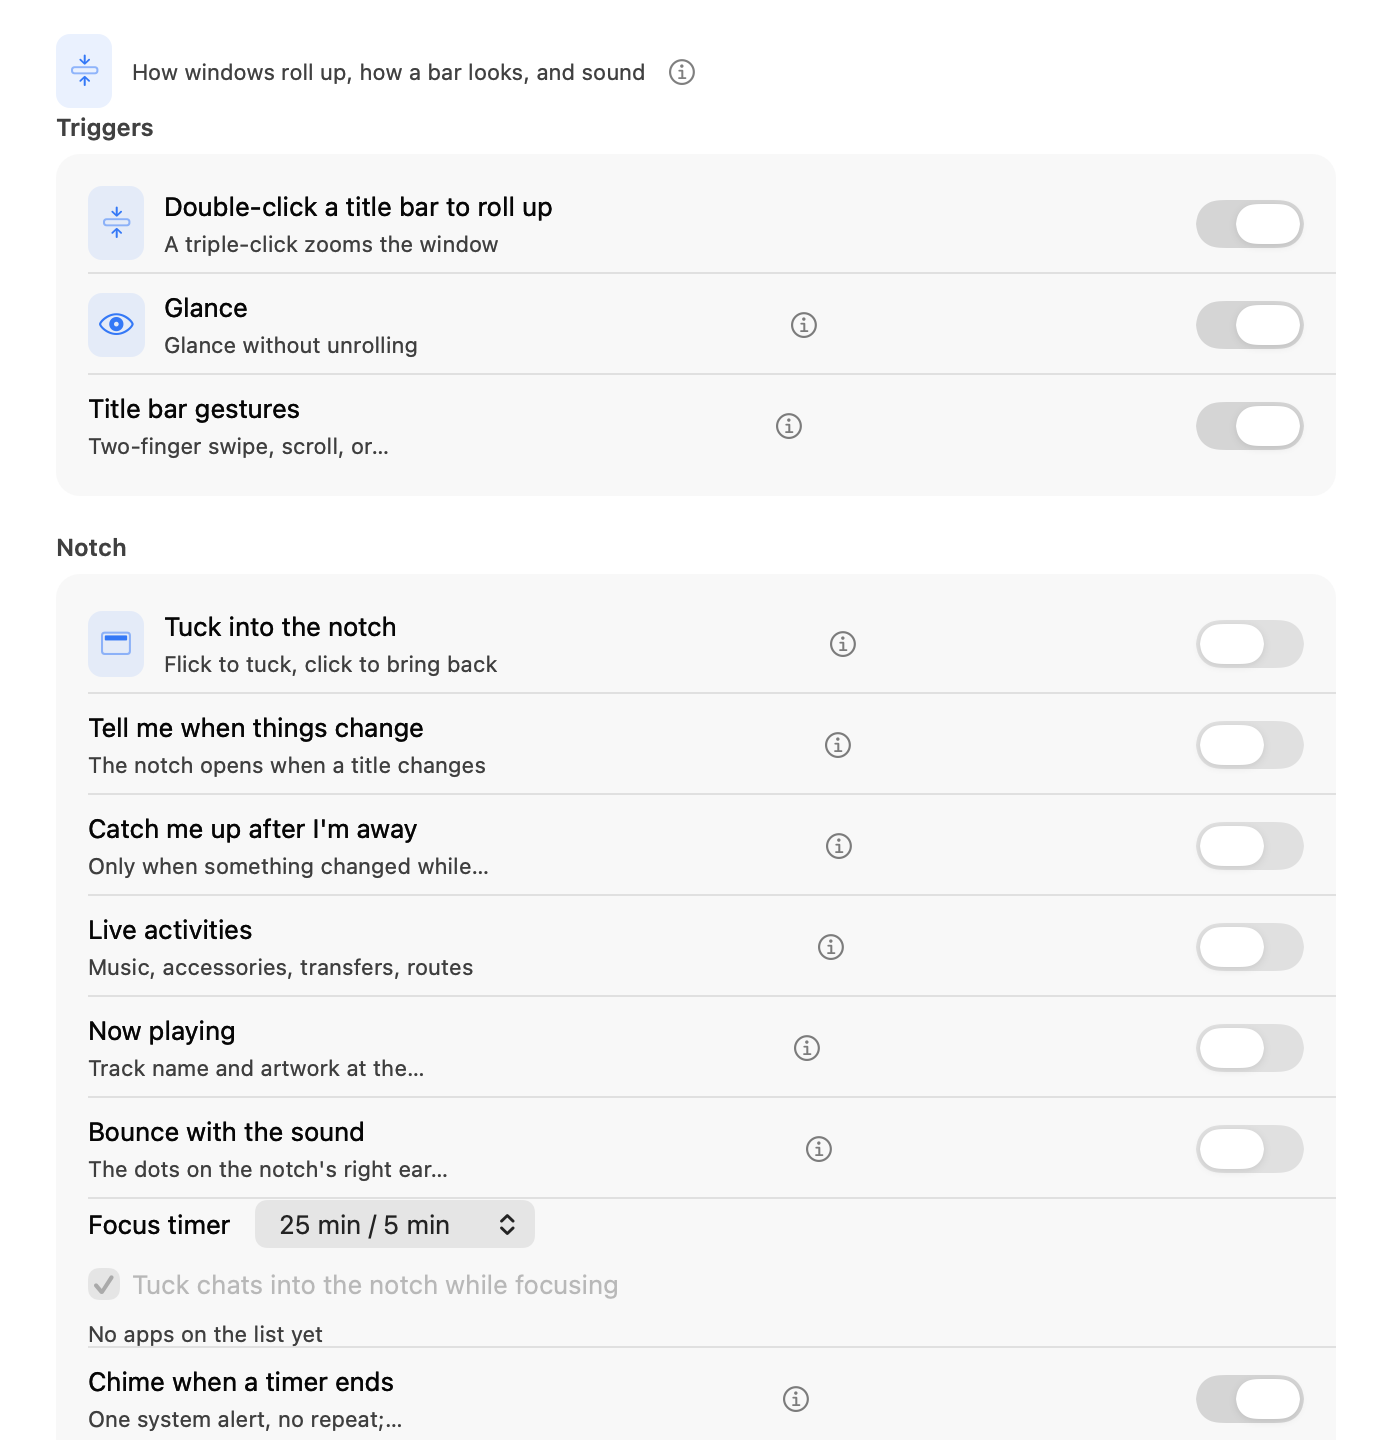 How windows roll up, how a bar looks, and sound
Triggers
Double-click a title bar to roll up
A triple-click zooms the window
Glance
Glance without unrolling
Title bar gestures
Two-finger swipe, scroll, or...
Notch
Tuck into the notch
Flick to tuck, click to bring back
Tell me when things change
The notch opens when a title changes
Catch me up after I'm away
Only when something changed while...
Live activities
Music, accessories, transfers, routes
Now playing
Track name and artwork at the...
Bounce with the sound
The dots on the notch's right ear...
Focus timer 25 min / 5 min
Tuck chats into the notch while focusing
No apps on the list yet
Chime when a timer ends
One system alert, no repeat;...